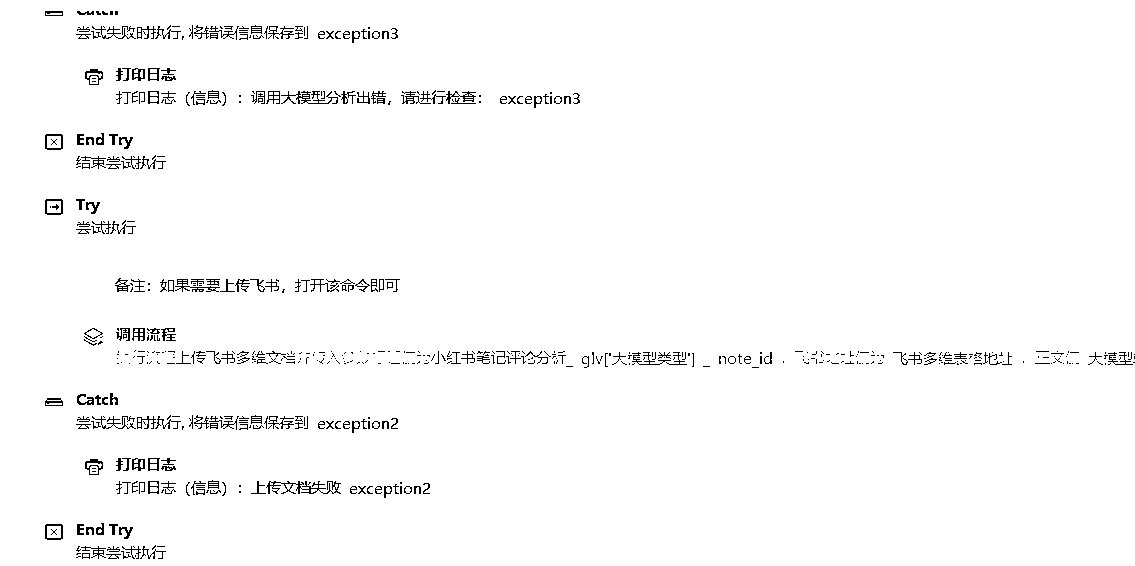 Catch
尝试失败时执行, 将错误信息保存到 exception3
打印日志
打印日志（信息）：调用大模型分析出错，请进行检查： exception3
End Try
结束尝试执行
Try
尝试执行
备注：如果需要上传飞书，打开该命令即可
调用流程
上传飞书多维文档 小红书笔记评论分析_ glv['大模型类型'] _ note_id ， 飞书多维表格地址 ， 大模型
Catch
尝试失败时执行, 将错误信息保存到 exception2
打印日志
打印日志（信息）：上传文档失败 exception2
End Try
结束尝试执行